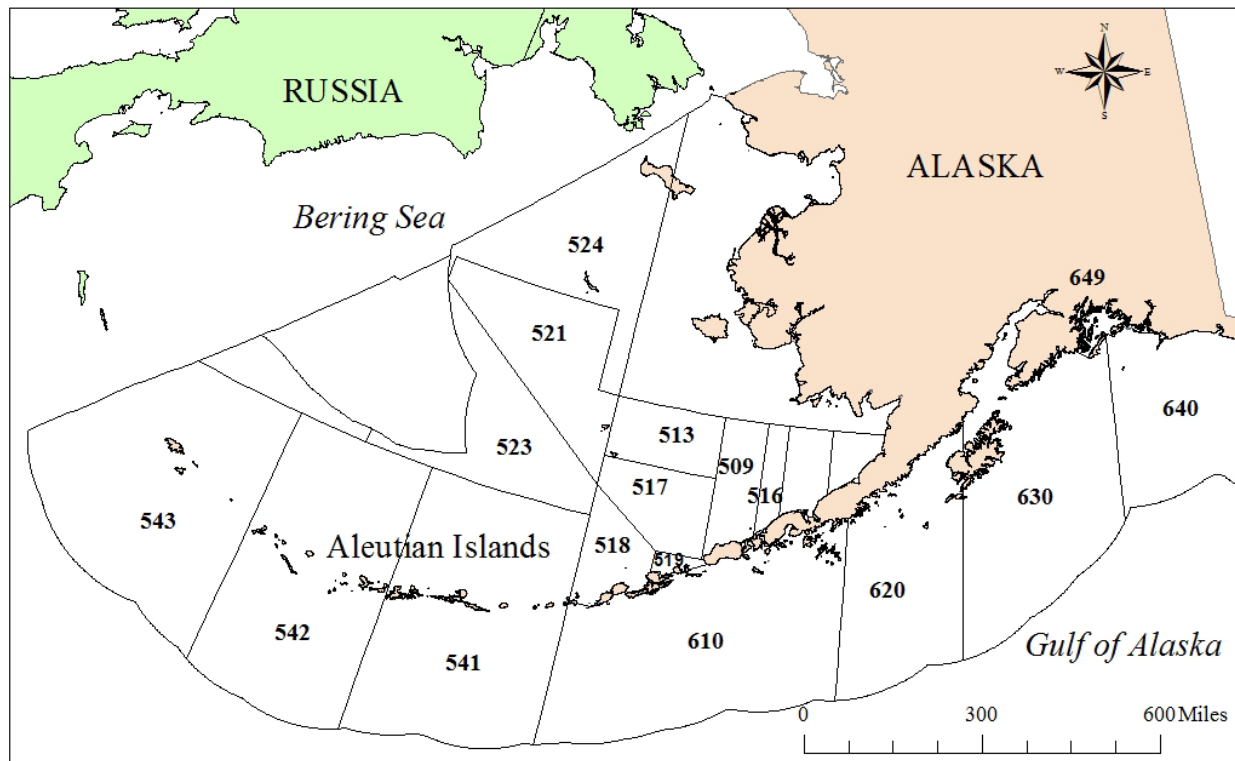 N
W E
S
RUSSIA
ALASKA
Bering Sea
524
649
521
640
513
509
523
517
516
630
543
518
519
Aleutian Islands
620
542
610
Gulf of Alaska
541
0 300 600 Miles